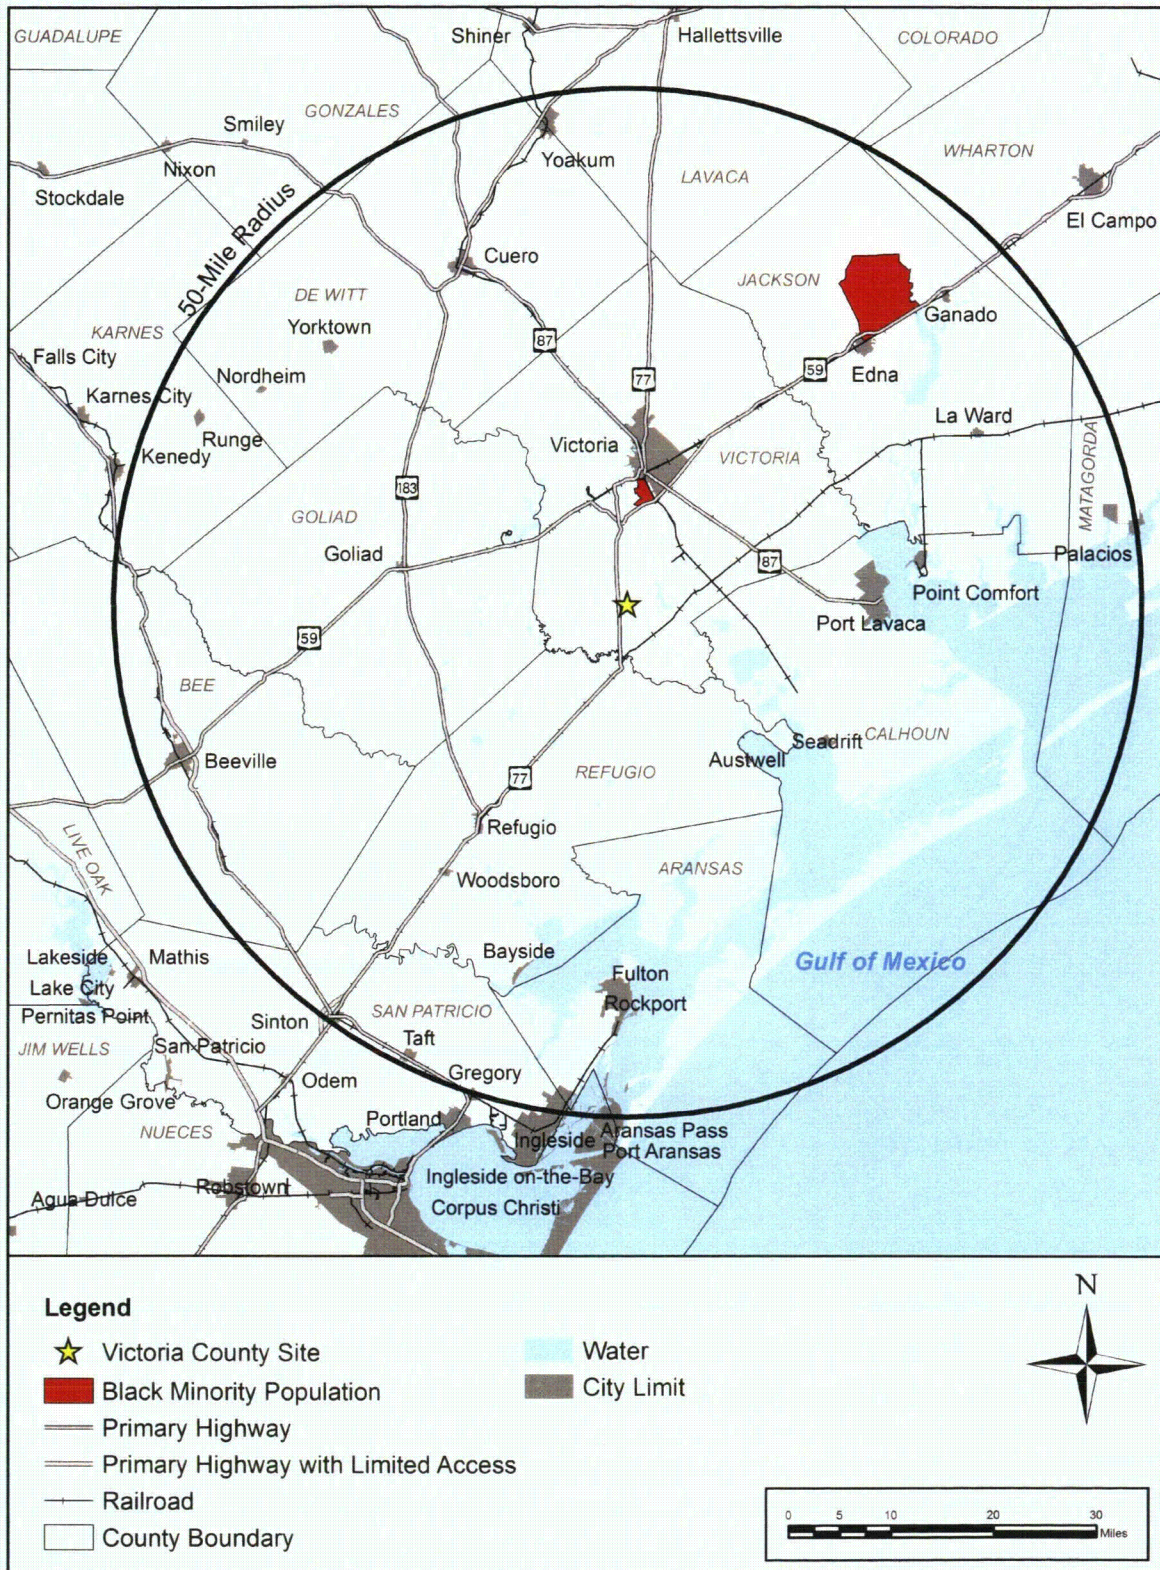 GUADALUPE
Shiner
Hallettsville
COLORADO
GONZALES
Smiley
Nixon
Stockdale
Yoakum
LAVACA
WHARTON
El Campo
50-Mile Radius
Cuero
JACKSON
DE WITT
Yorktown
Ganado
KARNES
Falls City
87
77
59
Edna
Nordheim
Karnes City
Runge
Kenedy
La Ward
Victoria
VICTORIA
MATAGORDA
183
GOLIAD
Goliad
Palacios
87
Point Comfort
Port Lavaca
59
BEE
Beeville
Seadrift
CALHOUN
Austwell
77
REFUGIO
Refugio
LIVE OAK
Woodsboro
ARANSAS
Lakeside
Mathis
Bayside
Gulf of Mexico
Lake City
Fulton
Rockport
Pernitas Point
Sinton
SAN PATRICIO
JIM WELLS
San Patricio
Taft
Odem
Gregory
Orange Grove
NUECES
Portland
Ingleside
Aransas Pass
Port Aransas
Ingleside on-the-Bay
Agua Dulce
Robstown
Corpus Christi
Legend
Victoria County Site
Black Minority Population
Primary Highway
Primary Highway with Limited Access
Railroad
County Boundary
Water
City Limit
N
0 5 10 20 30
Miles